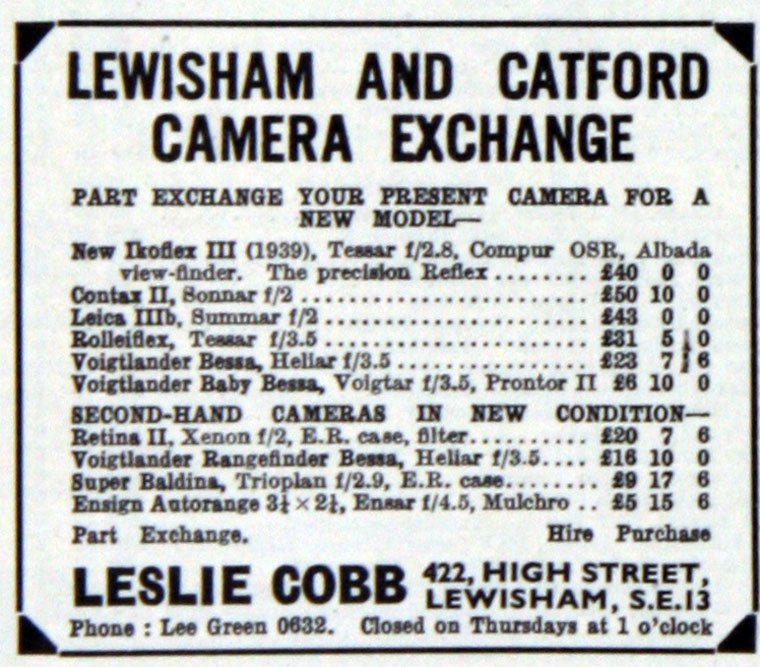 LEWISHAM AND CATFORD
CAMERA EXCHANGE
PART EXCHANGE YOUR PRESENT CAMERA FOR A
NEW MODEL—
New Ikoflex III (1939), Tessar f/2.8, Compur OSR, Albada
view-finder. The precision Reflex ........ £40 0 0
Contax II, Sonnar f/2 ........................ £50 10 0
Leica IIIb, Summar f/2 ........................ £43 0 0
Rolleiflex, Tessar f/3.5 ........................ £31 5 0
Voigtlander Bessa, Heliar f/3.5 ................ £23 7 6
Voigtlander Baby Bessa, Voigtar f/3.5, Prontor II £6 10 0
SECOND-HAND CAMERAS IN NEW CONDITION—
Retina II, Xenon f/2, E.R. case, filter.......... £20 7 6
Voigtlander Rangefinder Bessa, Heliar f/3.5.... £16 10 0
Super Baldina, Trioplan f/2.9, E.R. case....... £9 17 6
Ensign Autorange 3¼ × 2¼, Ensar f/4.5, Mulchro .. £5 15 6
Part Exchange. Hire Purchase
LESLIE COBB 422, HIGH STREET,
LEWISHAM, S.E.13
Phone : Lee Green 0632. Closed on Thursdays at 1 o'clock